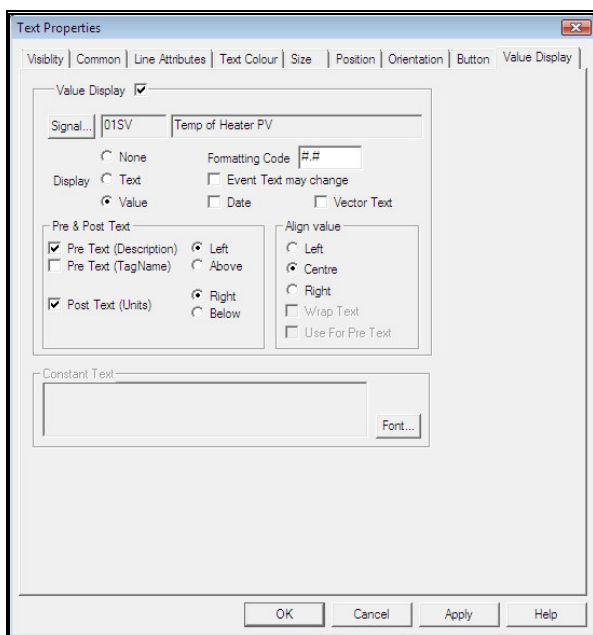 Text Properties
Visiblity Common Line Attributes Text Colour Size Position Orientation Button Value Display
Value Display
Signal... 01SV Temp of Heater PV
None Formatting Code #.#
Display Text Event Text may change
Value Date Vector Text
Pre & Post Text Align value
Pre Text (Description) Left Left
Pre Text (TagName) Above Centre
Right
Post Text (Units) Right Wrap Text
Below Use For Pre Text
Constant Text
Font...
OK Cancel Apply Help